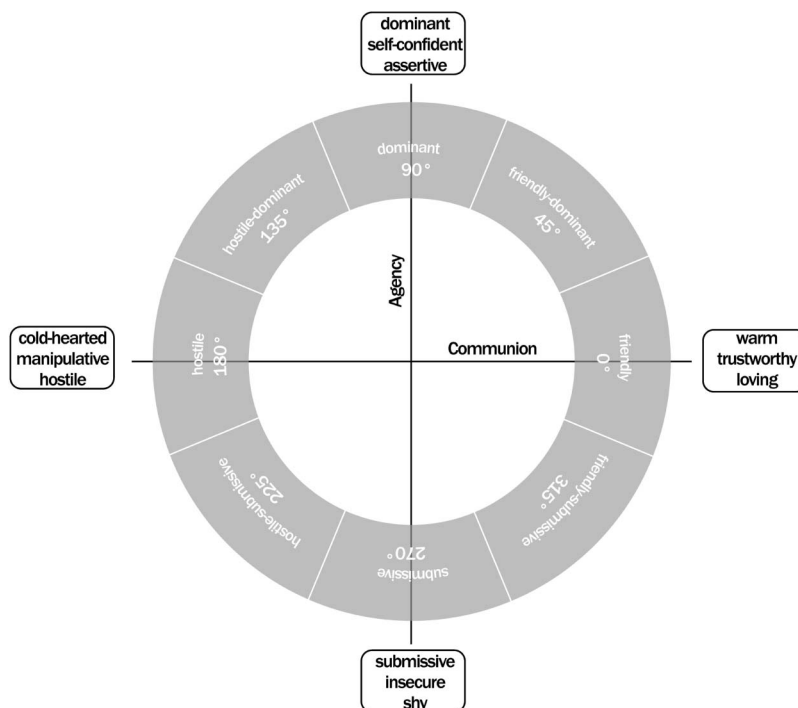 dominant
self-confident
assertive
dominant
90°
friendly-dominant
45°
hostile-dominant
135°
Agency
cold-hearted
manipulative
hostile
hostile
180°
Communion
friendly
0°
warm
trustworthy
loving
hostile-submissive
225°
friendly-submissive
315°
270°
submissive
submissive
insecure
shy